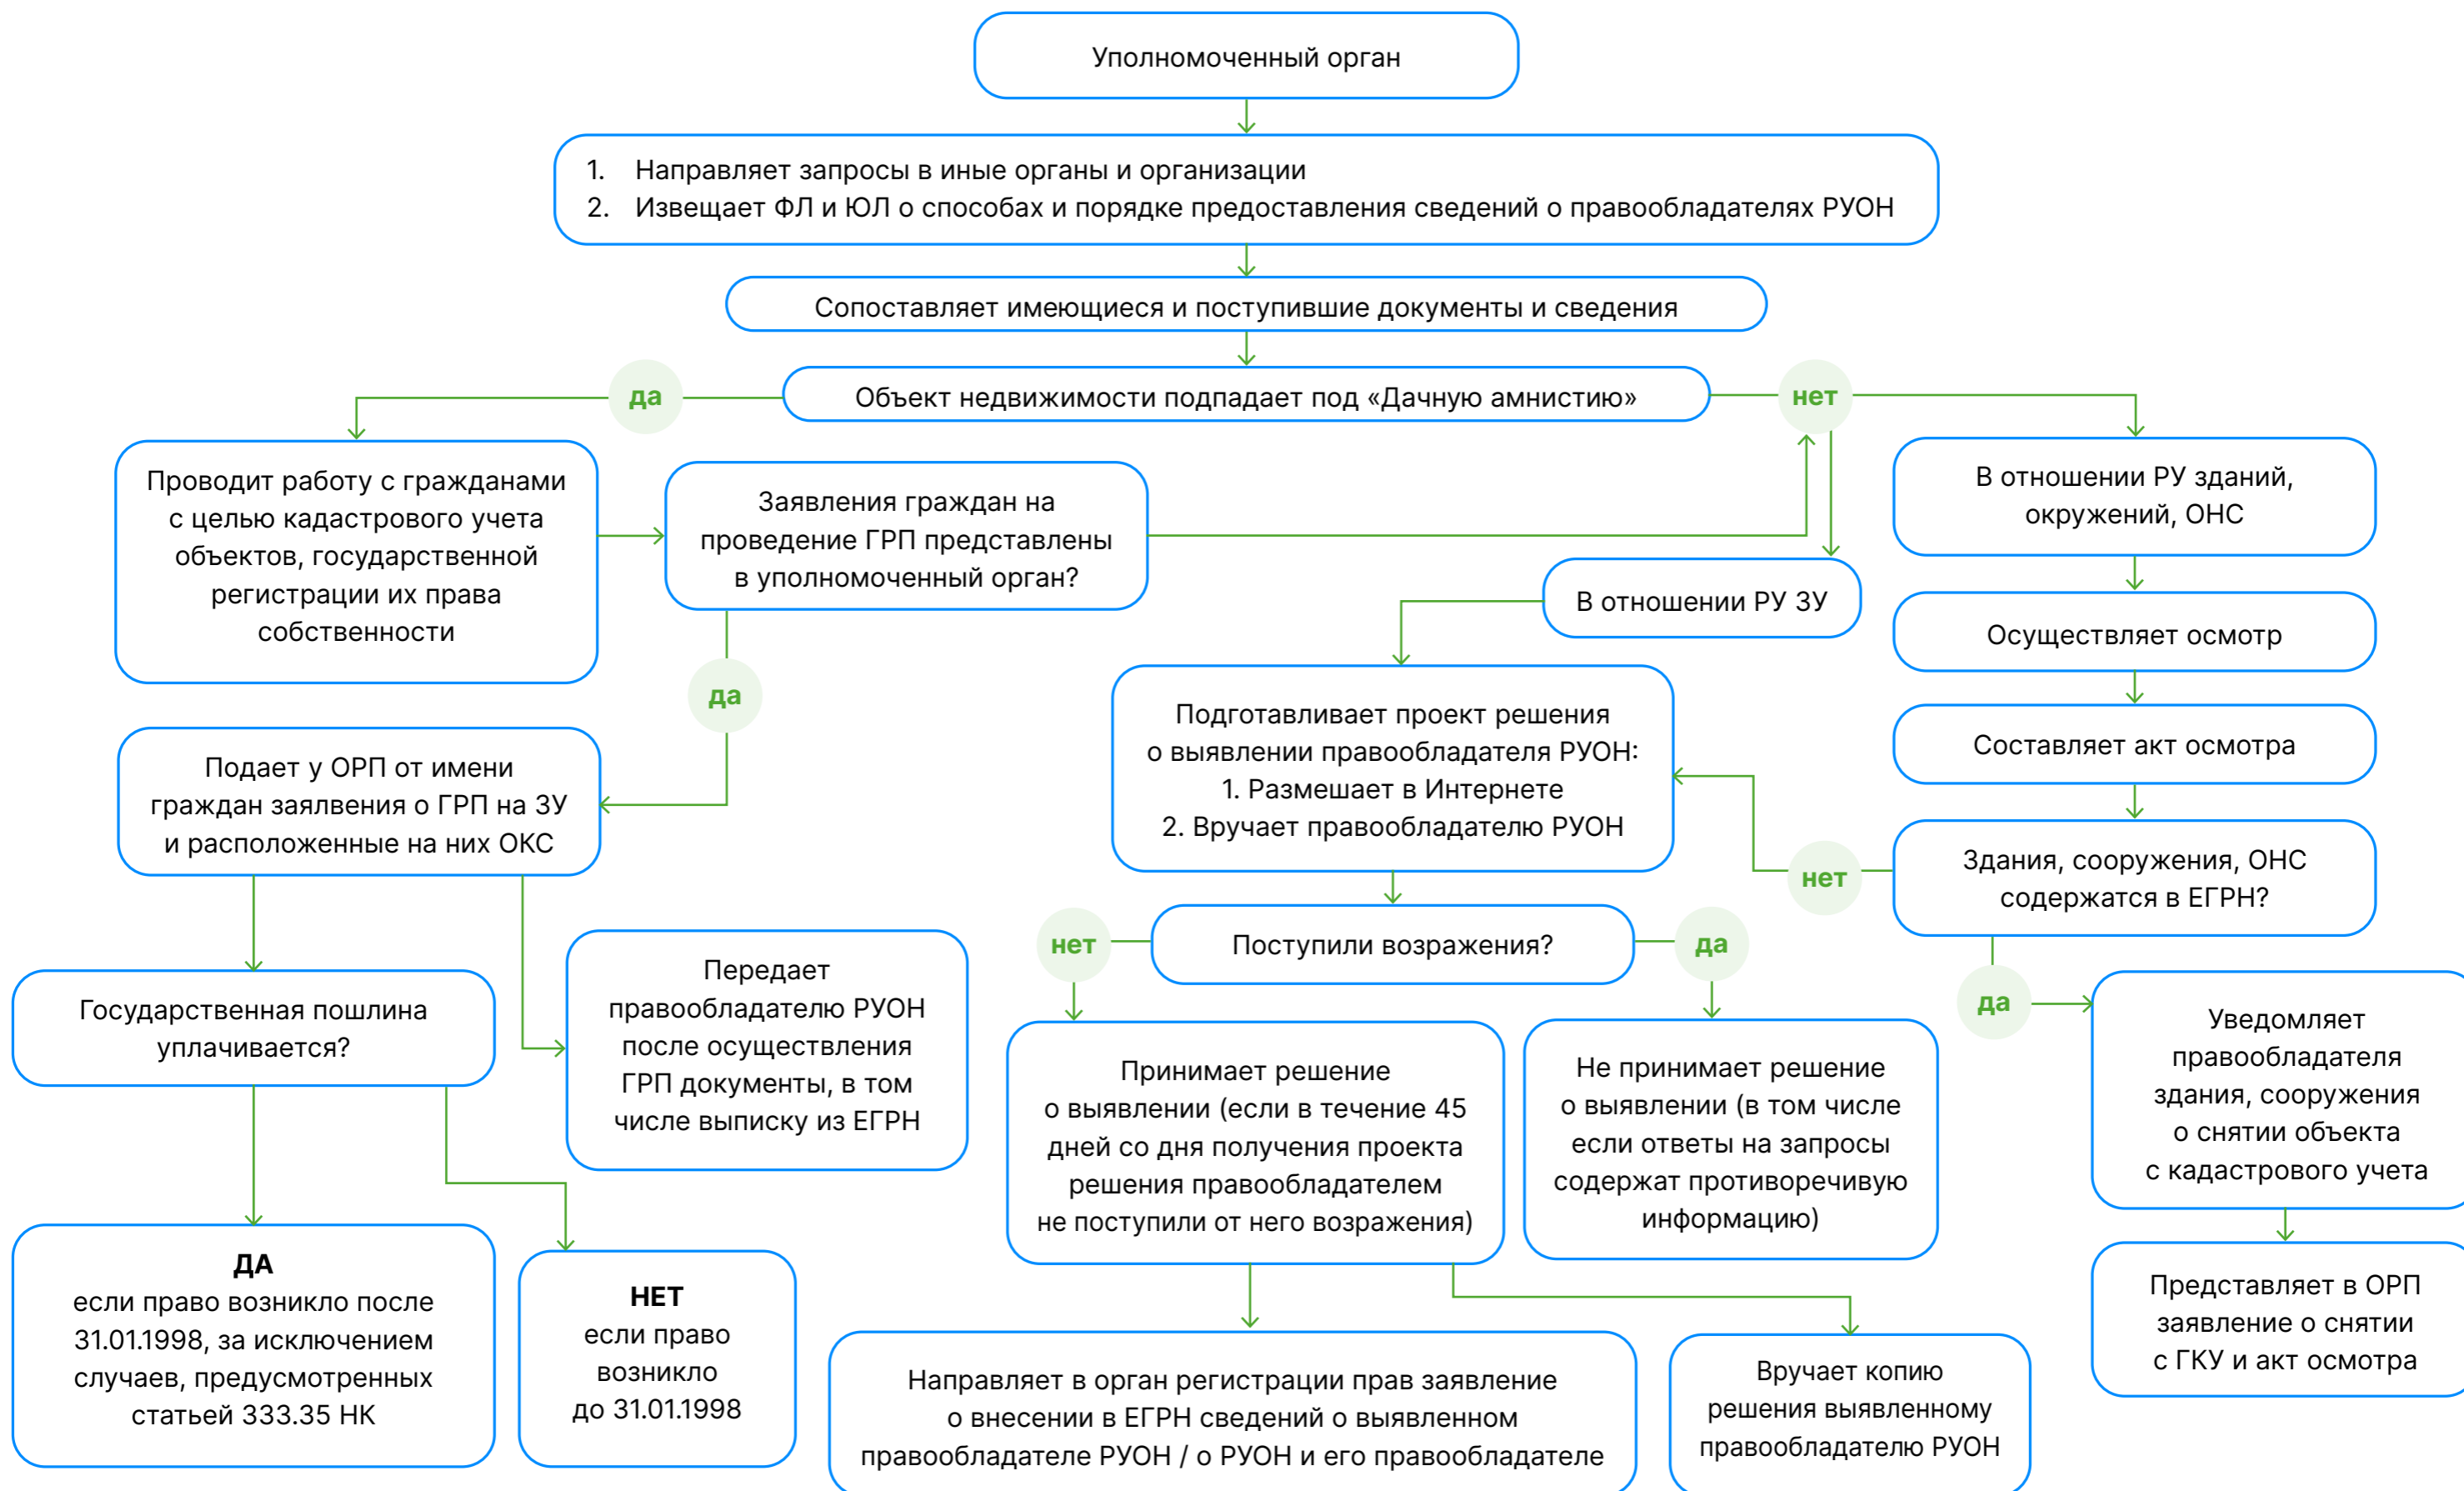 Уполномоченный орган
1. Направляет запросы в иные органы и организации
2. Извещает ФЛ и ЮЛ о способах и порядке предоставления сведений о правообладателях РУОН
Сопоставляет имеющиеся и поступившие документы и сведения
да
Объект недвижимости подпадает под «Дачную амнистию»
нет
Проводит работу с гражданами
с целью кадастрового учета
объектов, государственной
регистрации их права
собственности
Заявления граждан на
проведение ГРП представлены
в уполномоченный орган?
В отношении РУ зданий,
окружений, ОНС
В отношении РУ ЗУ
Осуществляет осмотр
да
Подготавливает проект решения
о выявлении правообладателя РУОН:
1. Размешает в Интернете
2. Вручает правообладателю РУОН
Составляет акт осмотра
Подает у ОРП от имени
граждан заялвения о ГРП на ЗУ
и расположенные на них ОКС
нет
Здания, сооружения, ОНС
содержатся в ЕГРН?
нет
Поступили возражения?
да
да
Государственная пошлина
уплачивается?
Передает
правообладателю РУОН
после осуществления
ГРП документы, в том
числе выписку из ЕГРН
Принимает решение
о выявлении (если в течение 45
дней со дня получения проекта
решения правообладателем
не поступили от него возражения)
Не принимает решение
о выявлении (в том числе
если ответы на запросы
содержат противоречивую
информацию)
Уведомляет
правообладателя
здания, сооружения
о снятии объекта
с кадастрового учета
ДА
если право возникло после
31.01.1998, за исключением
случаев, предусмотренных
статьей 333.35 НК
НЕТ
если право
возникло
до 31.01.1998
Направляет в орган регистрации прав заявление
о внесении в ЕГРН сведений о выявленном
правообладателе РУОН / о РУОН и его правообладателе
Вручает копию
решения выявленному
правообладателю РУОН
Представляет в ОРП
заявление о снятии
с ГКУ и акт осмотра